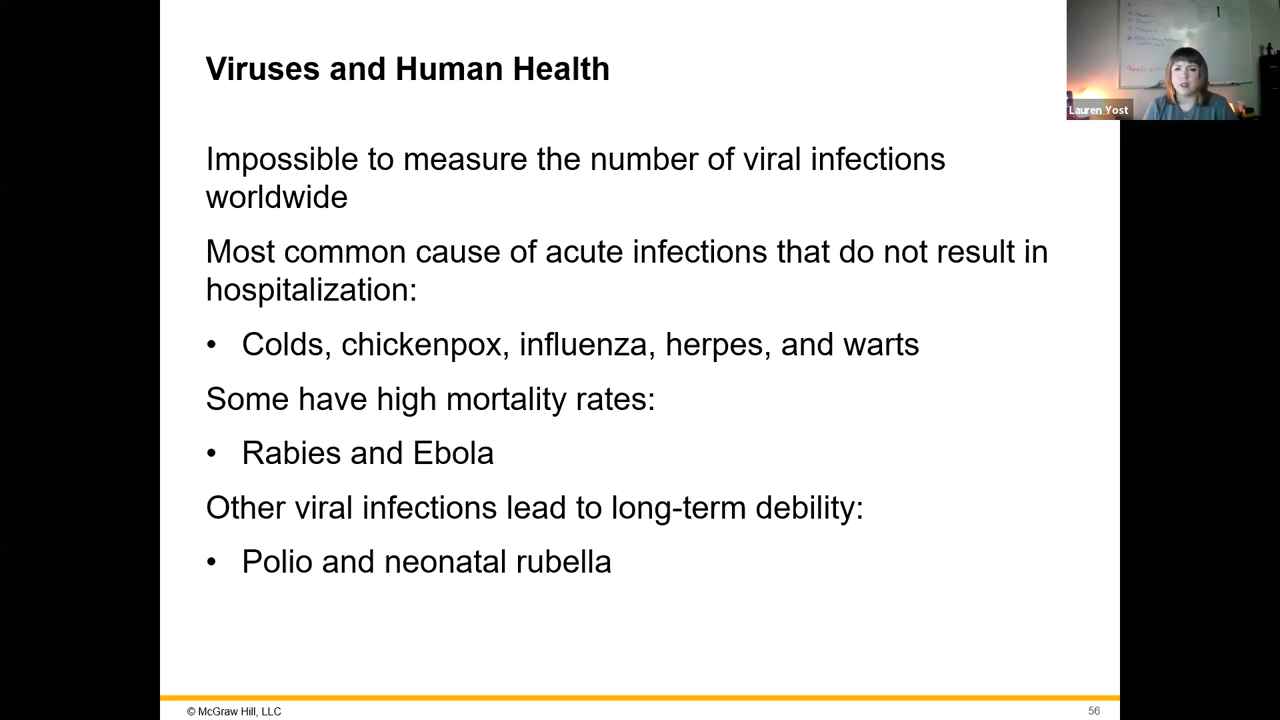 Viruses and Human Health
Lauren Yost
Impossible to measure the number of viral infections
worldwide
Most common cause of acute infections that do not result in
hospitalization:
• Colds, chickenpox, influenza, herpes, and warts
Some have high mortality rates:
• Rabies and Ebola
Other viral infections lead to long-term debility:
• Polio and neonatal rubella
© McGraw Hill, LLC
56